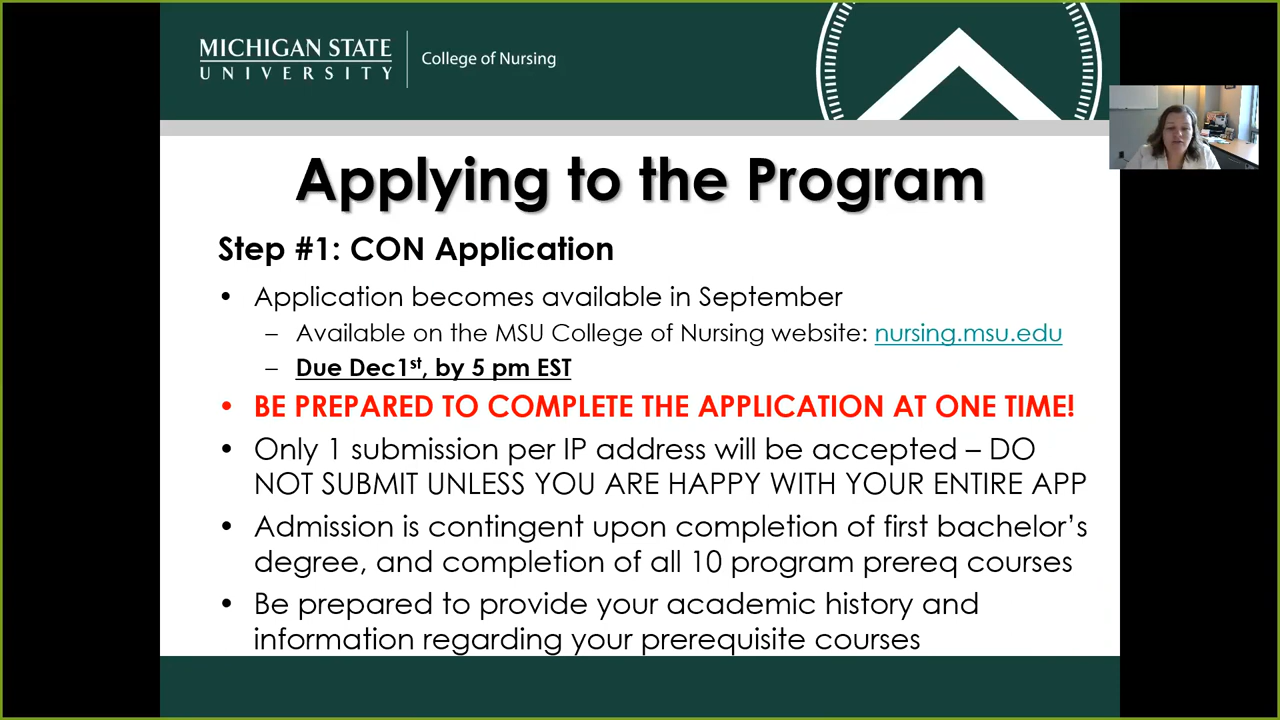 MICHIGAN STATE
UNIVERSITY
College of Nursing
Applying to the Program
Step #1: CON Application
• Application becomes available in September
– Available on the MSU College of Nursing website: nursing.msu.edu
– Due Dec1st, by 5 pm EST
• BE PREPARED TO COMPLETE THE APPLICATION AT ONE TIME!
• Only 1 submission per IP address will be accepted – DO
NOT SUBMIT UNLESS YOU ARE HAPPY WITH YOUR ENTIRE APP
• Admission is contingent upon completion of first bachelor’s
degree, and completion of all 10 program prereq courses
• Be prepared to provide your academic history and
information regarding your prerequisite courses